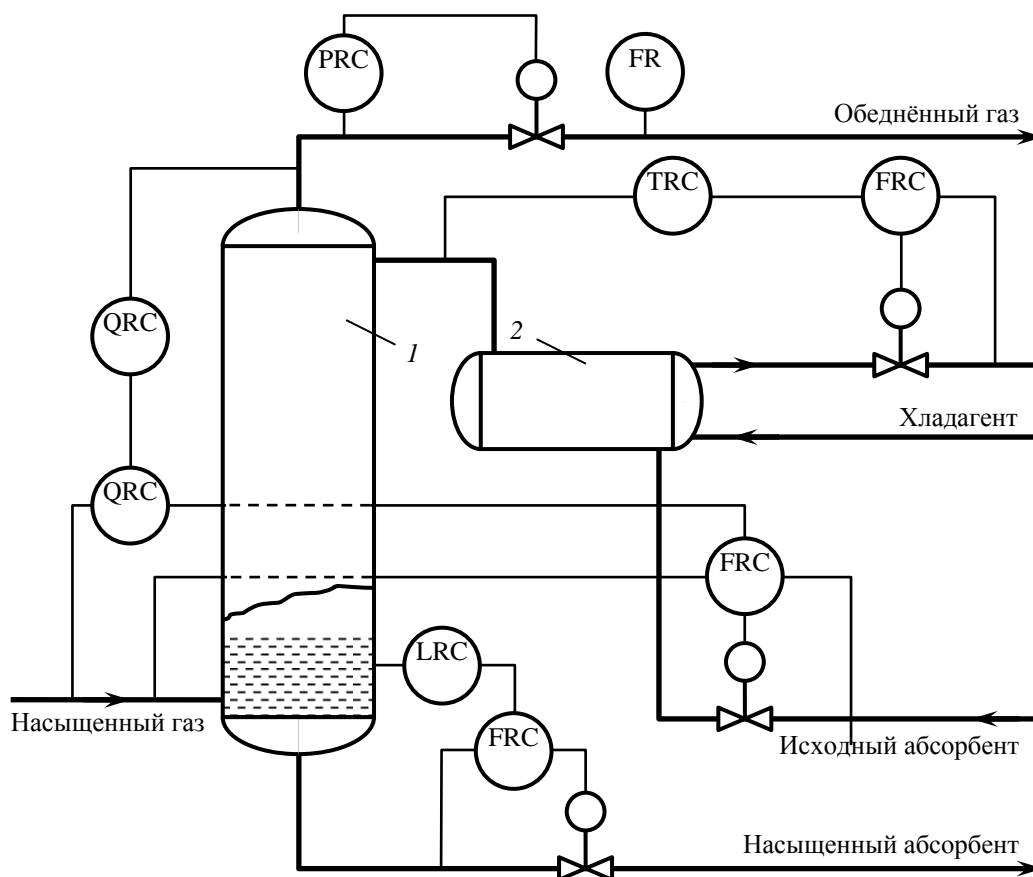 PRC
FR
Обеднённый газ
TRC
FRC
QRC
1
2
Хладагент
QRC
FRC
LRC
Насыщенный газ
FRC
Исходный абсорбент
Насыщенный абсорбент